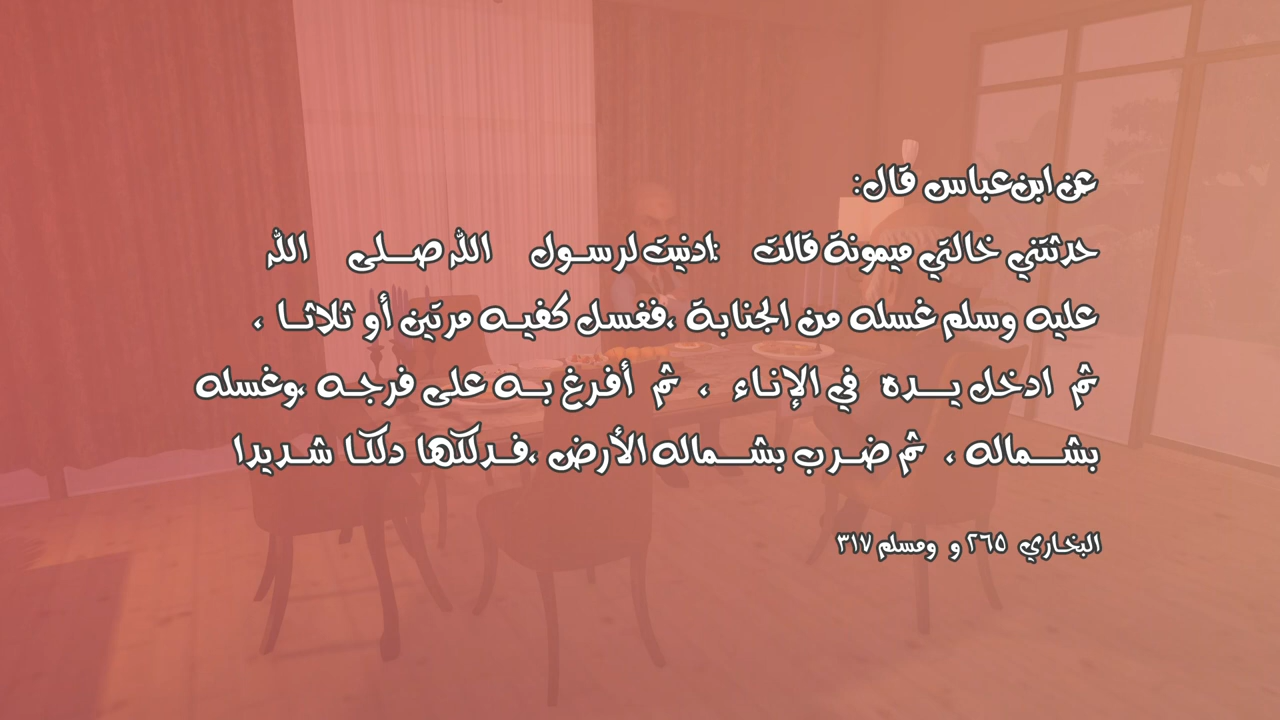 عن ابن عباس قال:
حدثتني خالتي ميمونة قالت :ادنيت لرسول الله صلى الله
عليه وسلم غسله من الجنابة ،فغسل كفيه مرتين أو ثلاثا ،
ثم ادخل يده في الإناء ، ثم أفرغ به على فرجه ،وغسله
بشماله ، ثم ضرب بشماله الأرض ،فدلكها دلكا شديدا
البخاري ٢٦٥ و ومسلم ٣١٧